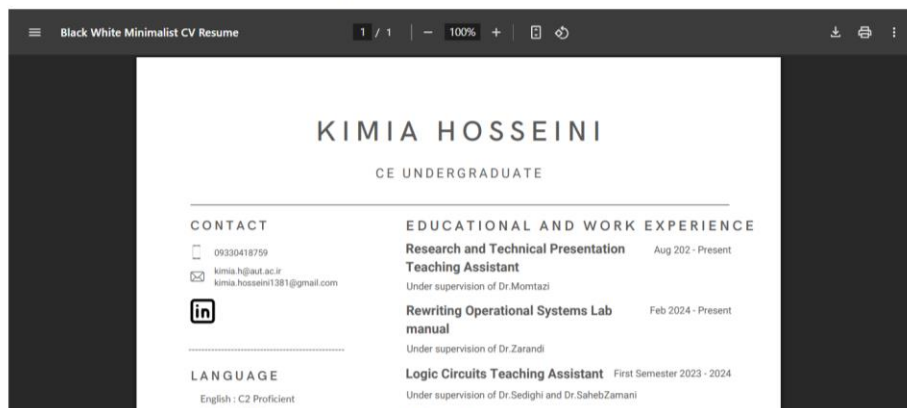 Black White Minimalist CV Resume 1 / 1 100%
KIMIA HOSSEINI
CE UNDERGRADUATE
CONTACT
09330418759
kimia.h@aut.ac.ir
kimia.hosseini1381@gmail.com
in
LANGUAGE
English : C2 Proficient
EDUCATIONAL AND WORK EXPERIENCE
Research and Technical Presentation Aug 202 - Present
Teaching Assistant
Under supervision of Dr.Momtazi
Rewriting Operational Systems Lab Feb 2024 - Present
manual
Under supervision of Dr.Zarandi
Logic Circuits Teaching Assistant First Semester 2023 - 2024
Under supervision of Dr.Sedighi and Dr.SahebZamani